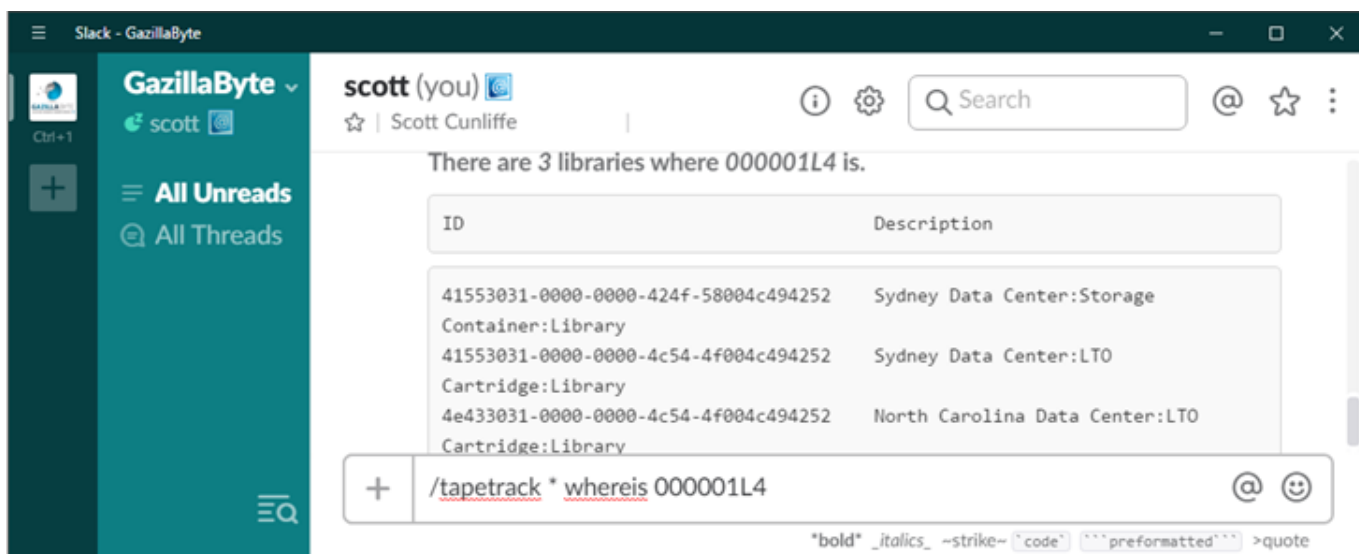 Slack - GazillaByte
Ctrl+1
GazillaByte
scott
All Unreads
All Threads
scott (you)
Scott Cunliffe
Search
There are 3 libraries where 000001L4 is.
ID Description
41553031-0000-0000-424f-58004c494252 Sydney Data Center:Storage
Container:Library
41553031-0000-0000-4c54-4f004c494252 Sydney Data Center:LTO
Cartridge:Library
4e433031-0000-0000-4c54-4f004c494252 North Carolina Data Center:LTO
Cartridge:Library
/tapetrack * whereis 000001L4
*bold* _italics_ ~strike~ `code` ```preformatted``` >quote